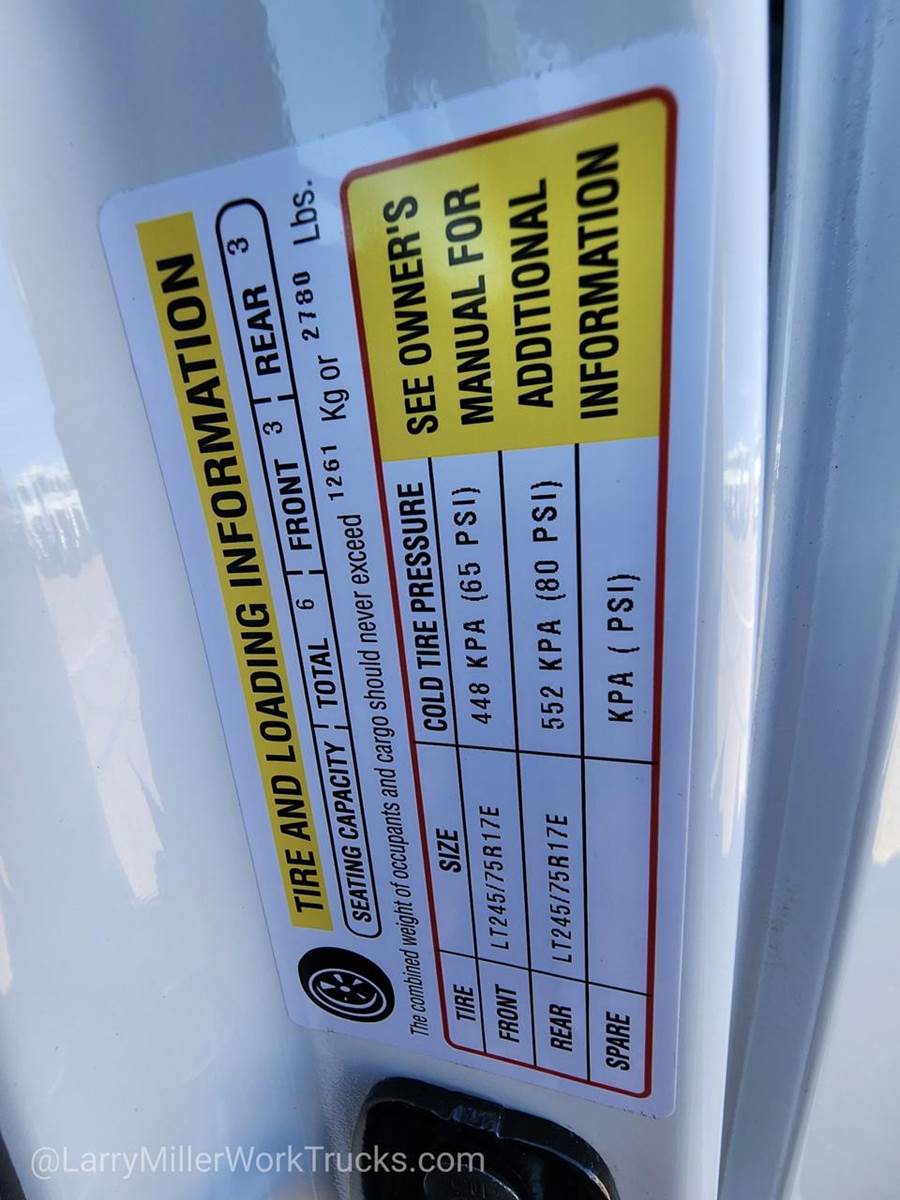 TIRE AND LOADING INFORMATION
SEATING CAPACITY TOTAL 6 FRONT 3 REAR 3
The combined weight of occupants and cargo should never exceed 1261 Kg or 2780 Lbs.
TIRE SIZE COLD TIRE PRESSURE
FRONT LT245/75R17E 448 KPA (65 PSI)
REAR LT245/75R17E 552 KPA (80 PSI)
SPARE KPA ( PSI)
SEE OWNER'S
MANUAL FOR
ADDITIONAL
INFORMATION
@LarryMillerWorkTrucks.com